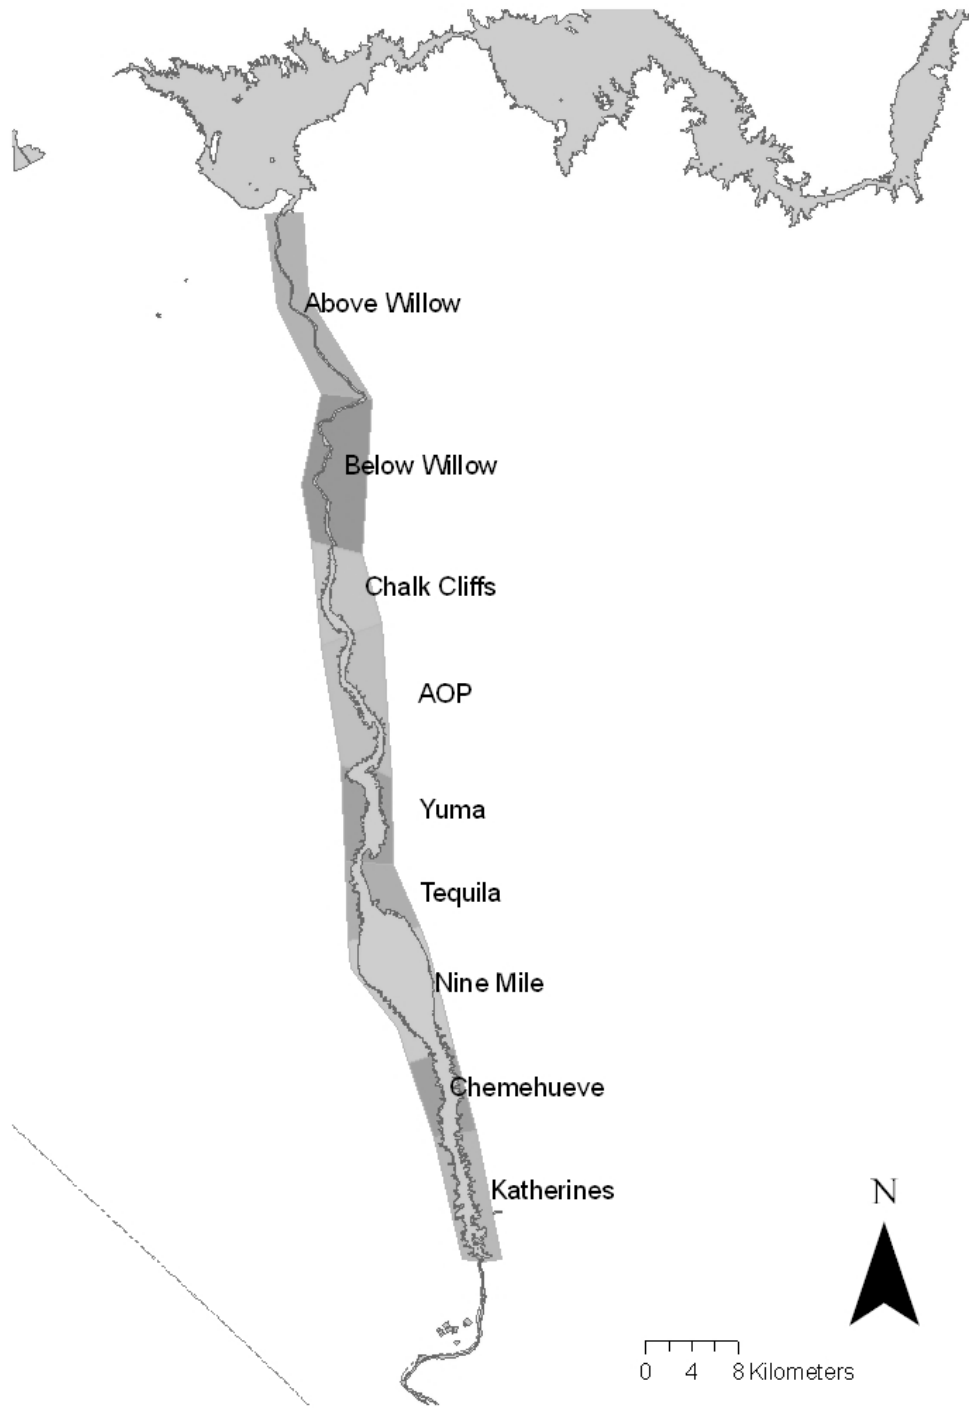 Above Willow
Below Willow
Chalk Cliffs
AOP
Yuma
Tequila
Nine Mile
Chemehueve
Katherines
N
0 4 8 Kilometers